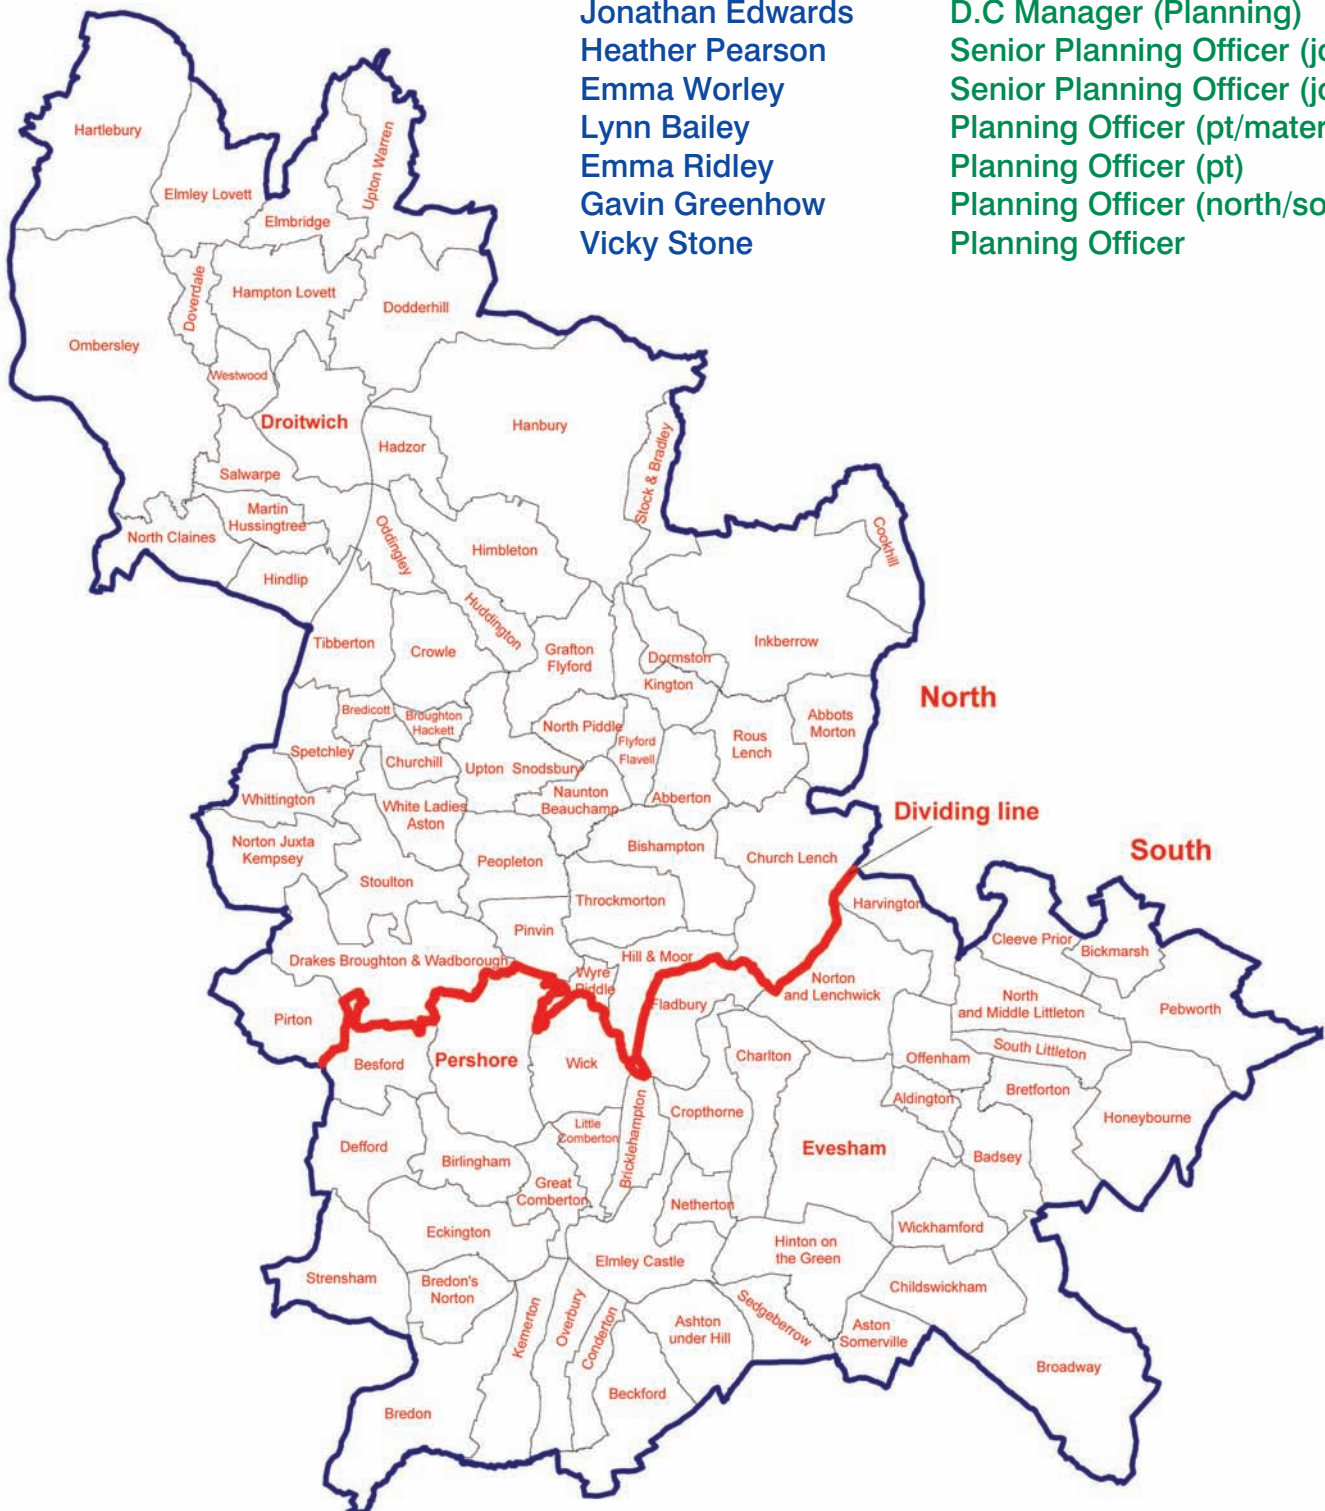 Jonathan Edwards D.C Manager (Planning)
Heather Pearson Senior Planning Officer (jo
Emma Worley Senior Planning Officer (jo
Lynn Bailey Planning Officer (pt/mater
Emma Ridley Planning Officer (pt)
Gavin Greenhow Planning Officer (north/so
Vicky Stone Planning Officer
Hartlebury
Upton Warren
Elmley Lovett
Elmbridge
Doverdale
Hampton Lovett
Dodderhill
Ombersley
Westwood
Droitwich
Hanbury
Hadzor
Stock & Bradley
Salwarpe
Martin
Hussingtree
North Claines
Oddingley
Himbleton
Cookhill
Hindlip
Huddington
Tibberton
Crowle
Grafton
Flyford
Dormston
Inkberrow
Kington
North
Bredicott
Broughton
Hackett
North Piddle
Flyford
Flavell
Rous
Lench
Abbots
Morton
Spetchley
Churchill
Upton Snodsbury
Whittington
White Ladies
Aston
Naunton
Beauchamp
Abberton
Dividing line
Norton Juxta
Kempsey
Peopleton
Bishampton
Church Lench
South
Stoulton
Throckmorton
Harvington
Pinvin
Drakes Broughton & Wadborough
Hill & Moor
Cleeve Prior
Bickmarsh
Wyre
Piddle
Norton
and Lenchwick
Pirton
Fladbury
North
and Middle Littleton
Pebworth
Besford
Pershore
Wick
Charlton
Offenham
South Littleton
Aldington
Bretforton
Cropthorne
Honeybourne
Defford
Birlingham
Little
Comberton
Bricklehampton
Evesham
Badsey
Great
Comberton
Netherton
Eckington
Wickhamford
Hinton on
the Green
Elmley Castle
Strensham
Bredon's
Norton
Childswickham
Kemerton
Overbury
Conderton
Ashton
under Hill
Sedgeberrow
Aston
Somerville
Broadway
Beckford
Bredon